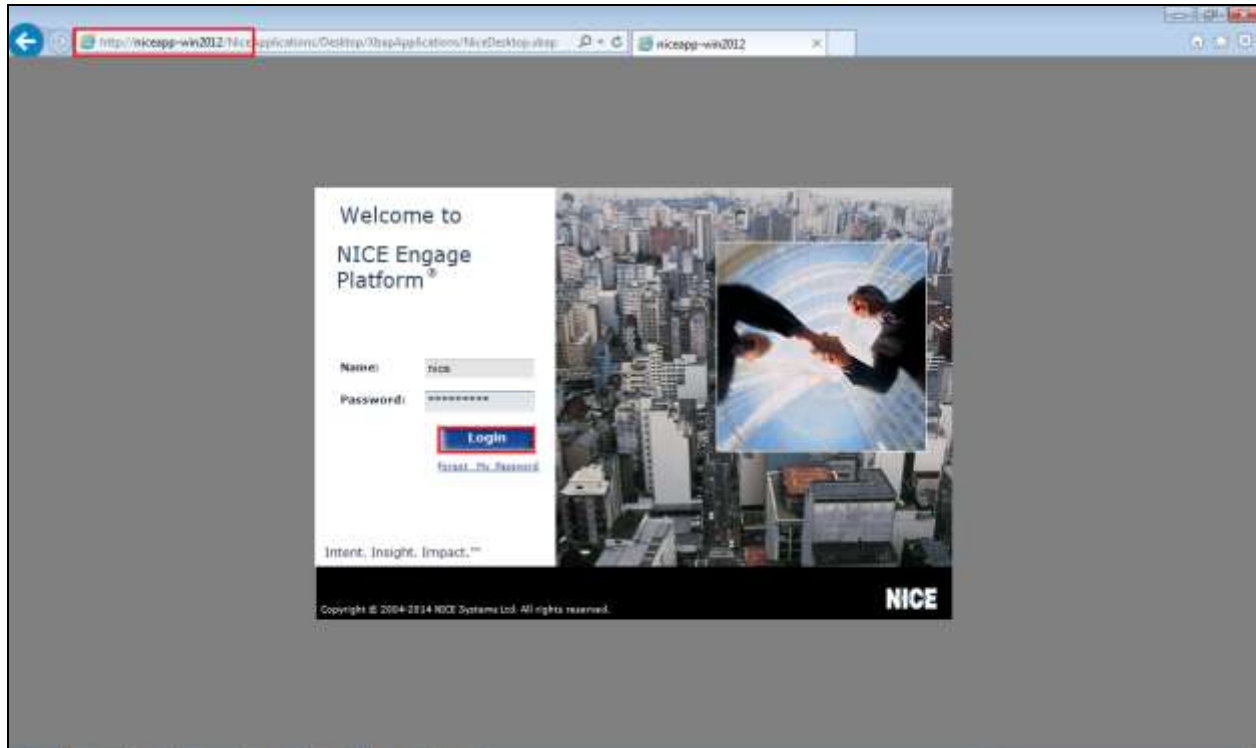 http://niceapp-win2012/NiceApplications/Desktop/XbapApplications/NiceDesktop.xbap
niceapp-win2012
Welcome to
NICE Engage
Platform®
Name: nice
Password: *********
Login
Forgot My Password
Intent. Insight. Impact.™
Copyright © 2004-2014 NICE Systems Ltd. All rights reserved.
NICE